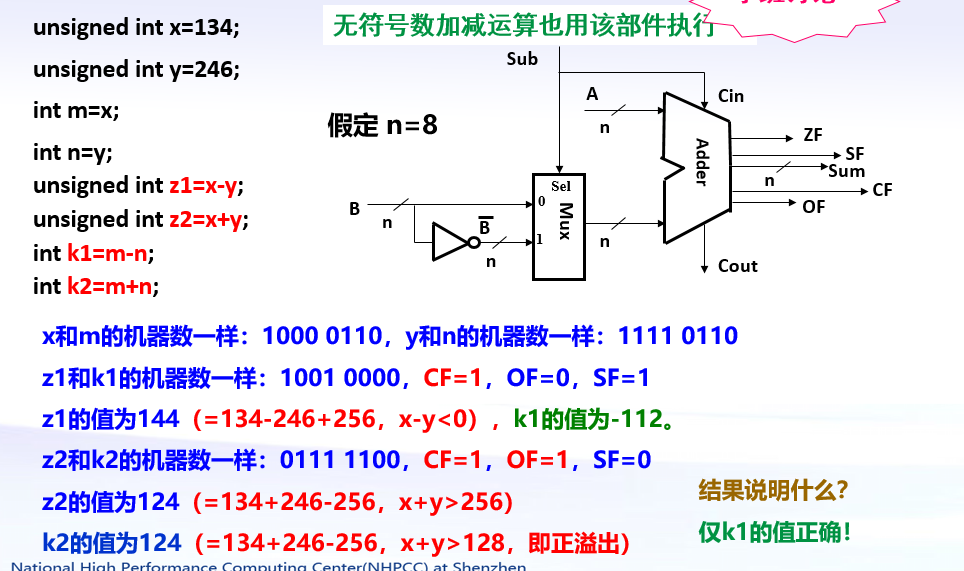 unsigned int x=134;
无符号数加减运算也用该部件执行
unsigned int y=246;
int m=x;
int n=y;
unsigned int z1=x-y;
unsigned int z2=x+y;
int k1=m-n;
int k2=m+n;
假定 n=8
Sub
A
n
Cin
Adder
ZF
SF
Sum
n
CF
OF
Cout
B
n
B̅
n
Sel
0
1
Mux
n
x和m的机器数一样：1000 0110，y和n的机器数一样：1111 0110
z1和k1的机器数一样：1001 0000，CF=1，OF=0，SF=1
z1的值为144（=134-246+256，x-y<0），k1的值为-112。
z2和k2的机器数一样：0111 1100，CF=1，OF=1，SF=0
z2的值为124（=134+246-256，x+y>256）
k2的值为124（=134+246-256，x+y>128，即正溢出）
结果说明什么？
仅k1的值正确！
National High Performance Computing Center(NHPCC) at Shenzhen